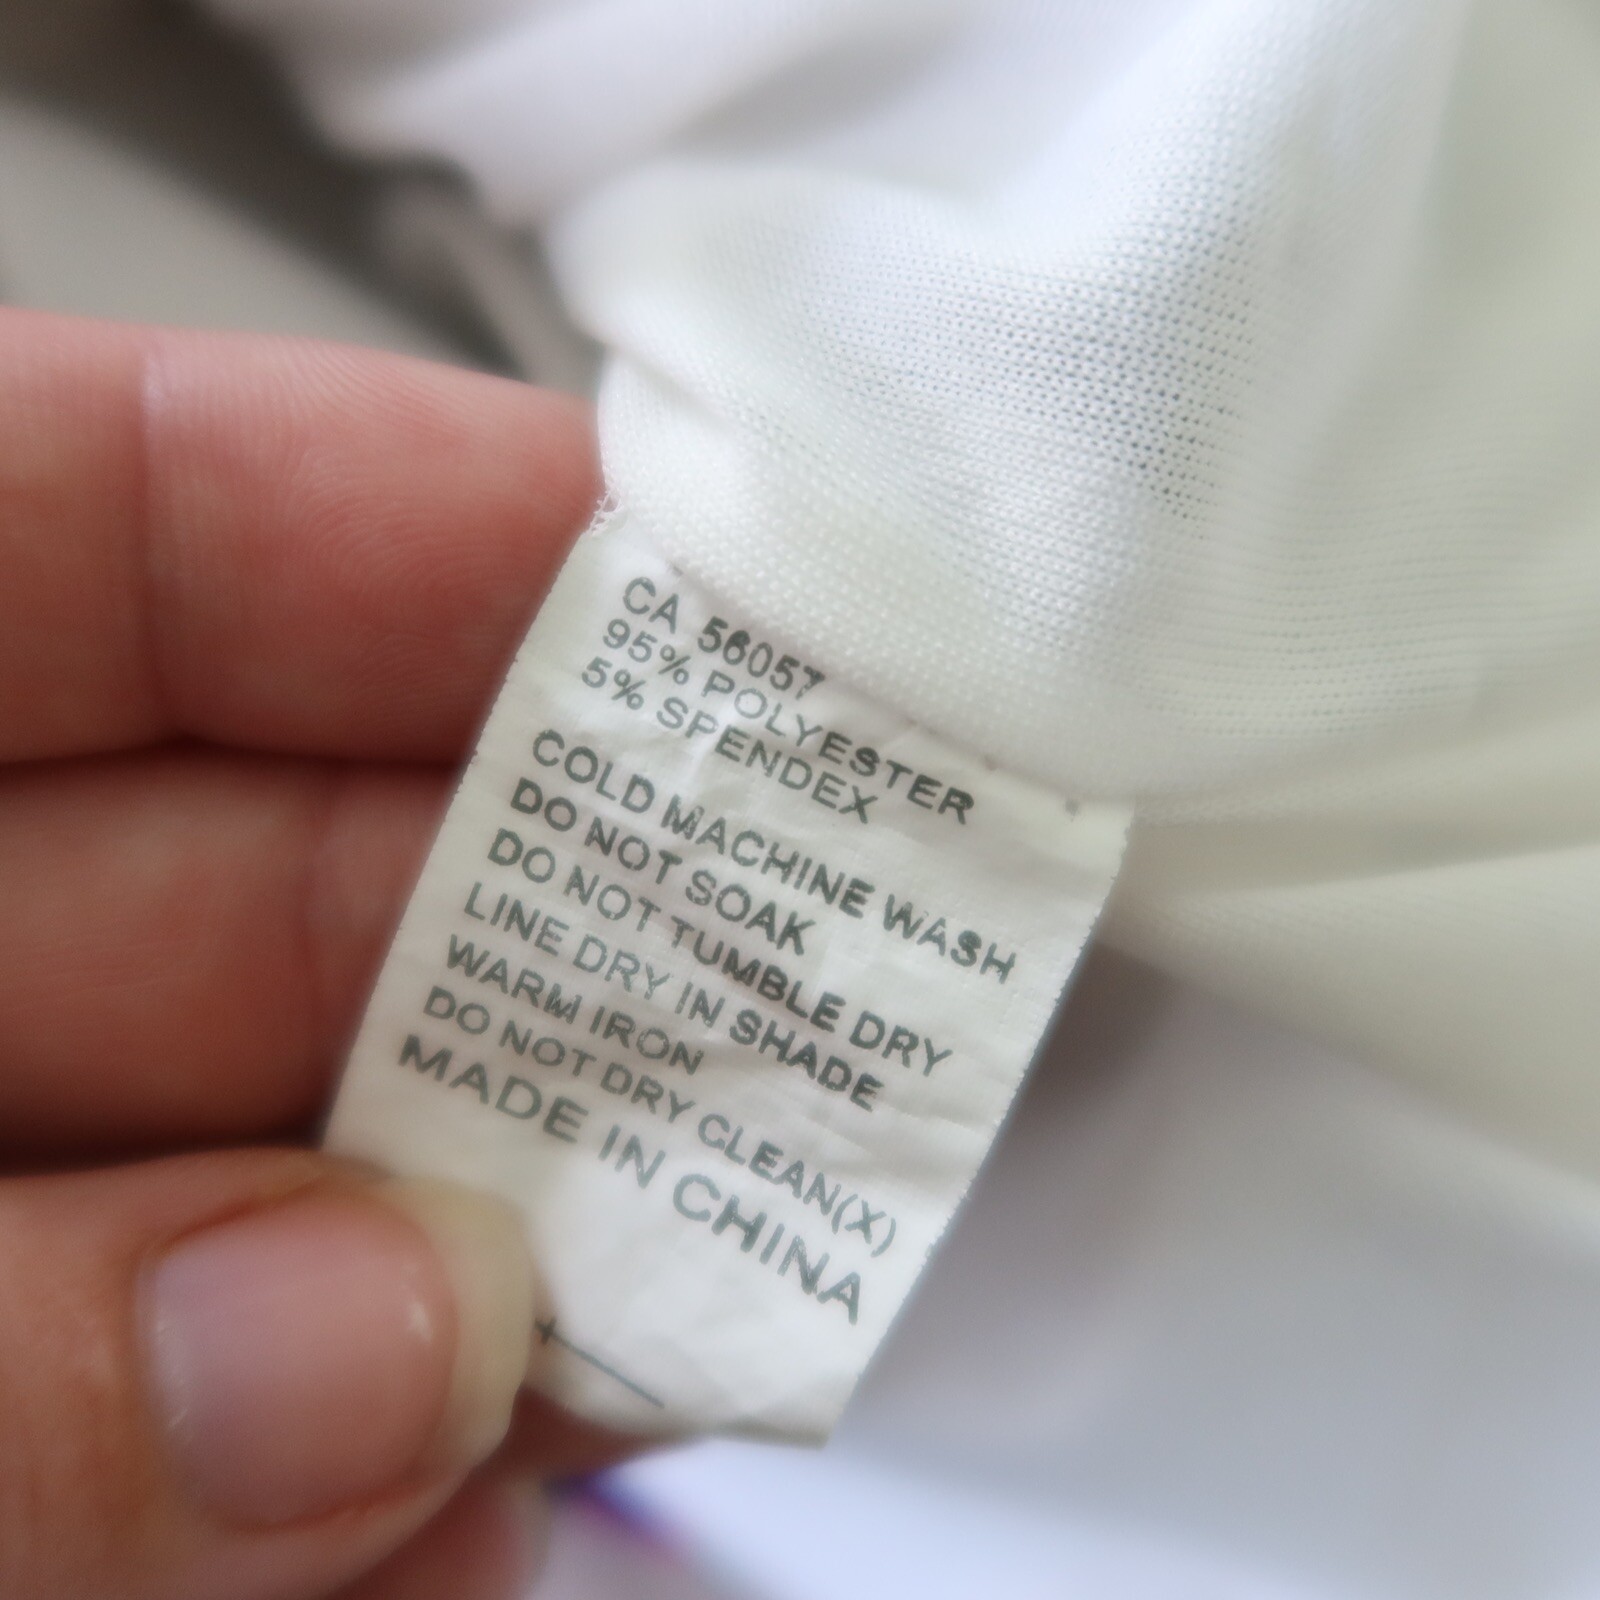 CA 56057
95% POLYESTER
5% SPENDEX
COLD MACHINE WASH
DO NOT SOAK
DO NOT TUMBLE DRY
LINE DRY IN SHADE
WARM IRON
DO NOT DRY CLEAN(X)
MADE IN CHINA